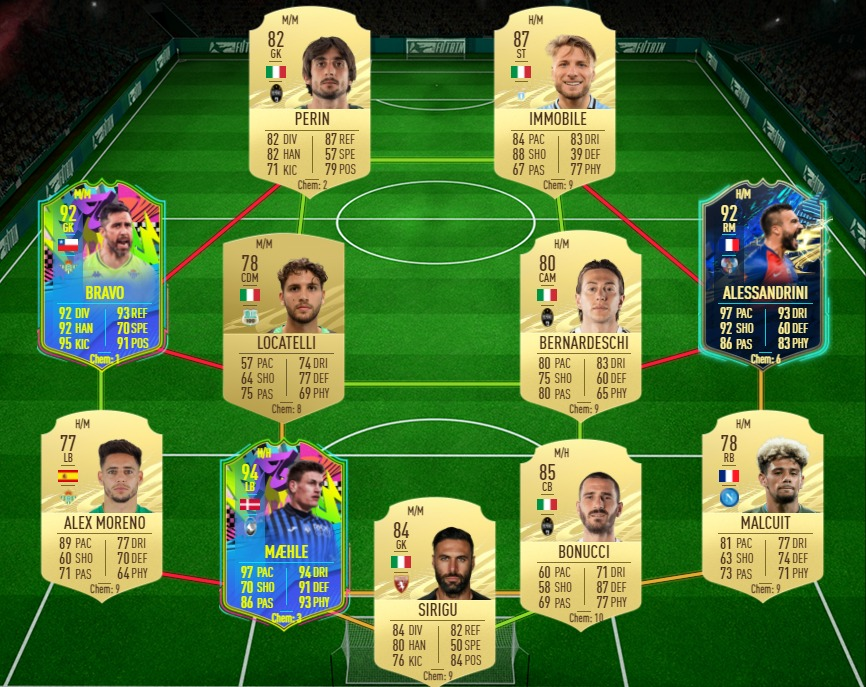 M/M
82
GK
PERIN
82 DIV 87 REF
82 HAN 57 SPE
71 KIC 79 POS
Chem: 2
H/M
87
ST
IMMOBILE
84 PAC 83 DRI
88 SHO 39 DEF
67 PAS 77 PHY
Chem: 9
M/M
92
GK
BRAVO
92 DIV 93 REF
92 HAN 70 SPE
95 KIC 91 POS
Chem: 1
M/M
78
CDM
LOCATELLI
57 PAC 74 DRI
64 SHO 77 DEF
75 PAS 69 PHY
Chem: 8
H/M
80
CAM
BERNARDESCHI
80 PAC 83 DRI
75 SHO 60 DEF
80 PAS 65 PHY
Chem: 9
H/M
92
RM
ALESSANDRINI
97 PAC 93 DRI
92 SHO 60 DEF
86 PAS 83 PHY
Chem: 6
H/M
77
LB
ALEX MORENO
89 PAC 77 DRI
60 SHO 70 DEF
71 PAS 64 PHY
Chem: 9
M/H
94
LB
MÆHLE
97 PAC 94 DRI
70 SHO 91 DEF
86 PAS 93 PHY
Chem: 3
M/M
84
GK
SIRIGU
84 DIV 82 REF
80 HAN 50 SPE
76 KIC 84 POS
Chem: 9
M/H
85
CB
BONUCCI
60 PAC 71 DRI
58 SHO 87 DEF
69 PAS 77 PHY
Chem: 10
H/M
78
RB
MALCUIT
81 PAC 77 DRI
63 SHO 74 DEF
73 PAS 71 PHY
Chem: 9
FUTBIN